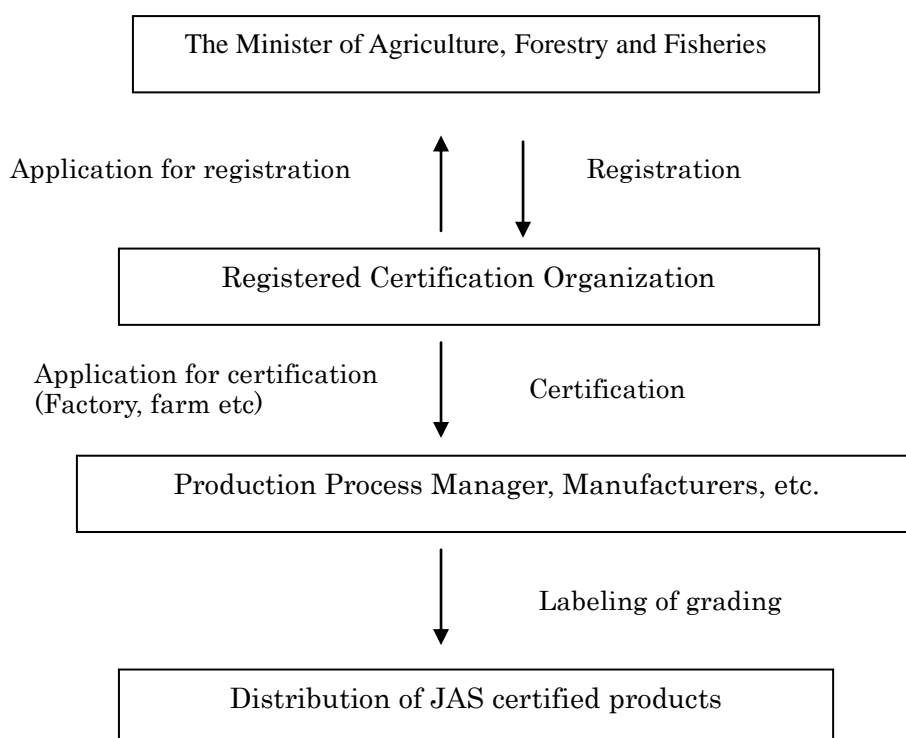 The Minister of Agriculture, Forestry and Fisheries
Application for registration
Registration
Registered Certification Organization
Application for certification
(Factory, farm etc)
Certification
Production Process Manager, Manufacturers, etc.
Labeling of grading
Distribution of JAS certified products